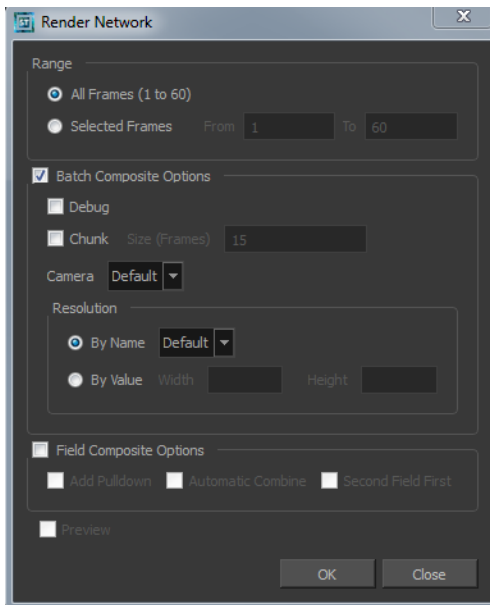 ST Render Network X
Range
All Frames (1 to 60)
Selected Frames From 1 To 60
Batch Composite Options
Debug
Chunk Size (Frames) 15
Camera Default
Resolution
By Name Default
By Value Width Height
Field Composite Options
Add Pulldown Automatic Combine Second Field First
Preview
OK Close